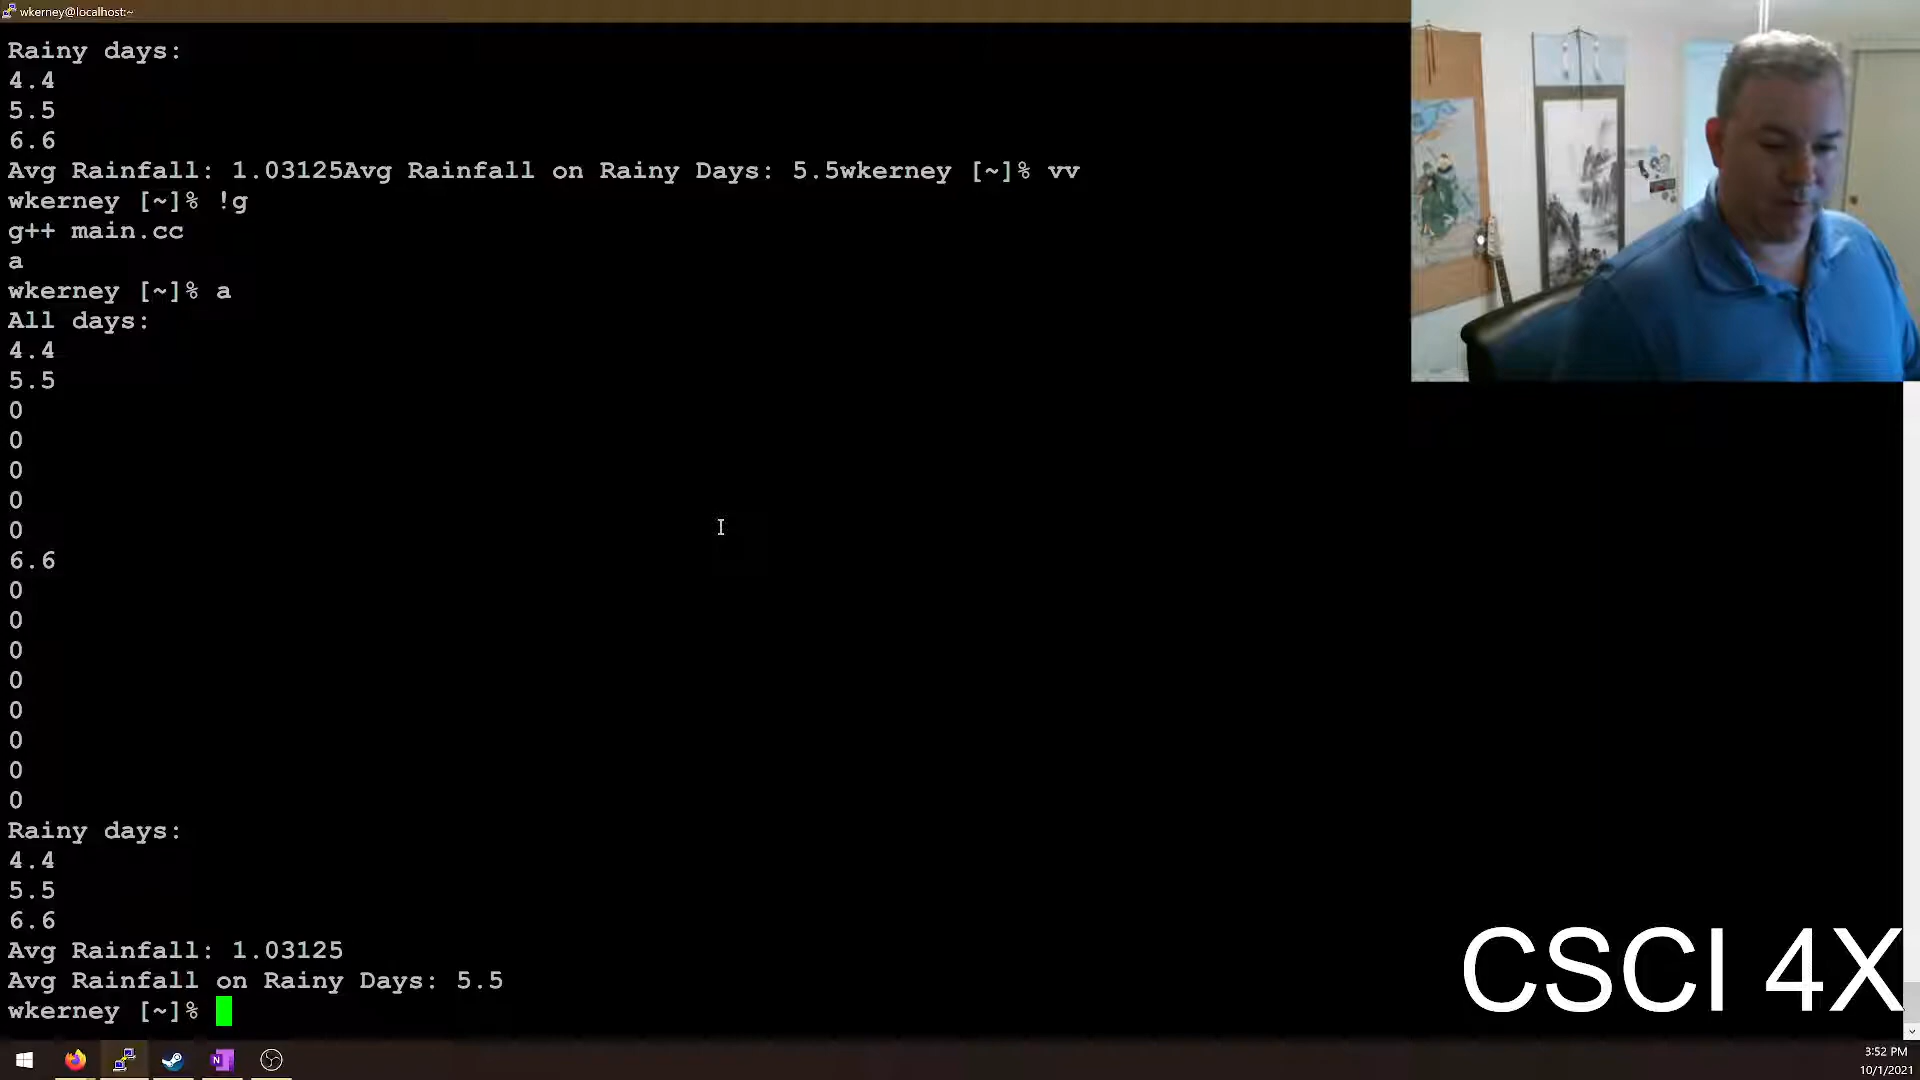 wkerney@localhost:~
Rainy days:
4.4
5.5
6.6
Avg Rainfall: 1.03125Avg Rainfall on Rainy Days: 5.5wkerney [~]% vv
wkerney [~]% !g
g++ main.cc
a
wkerney [~]% a
All days:
4.4
5.5
0
0
0
0
0
6.6
0
0
0
0
0
0
0
0
Rainy days:
4.4
5.5
6.6
Avg Rainfall: 1.03125
Avg Rainfall on Rainy Days: 5.5
wkerney [~]%
CSCI 4X
N
3:52 PM
10/1/2021